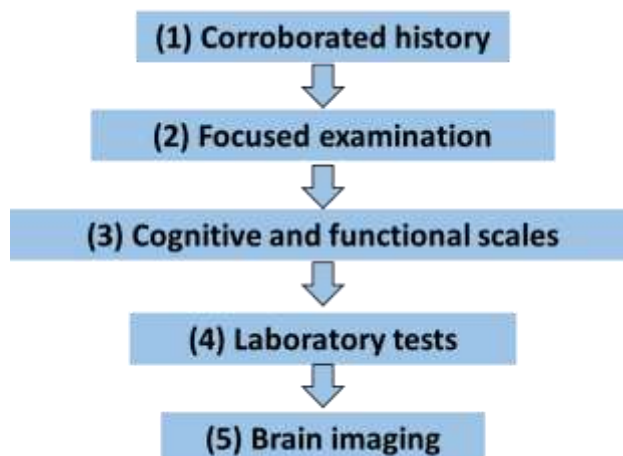 (1) Corroborated history
(2) Focused examination
(3) Cognitive and functional scales
(4) Laboratory tests
(5) Brain imaging